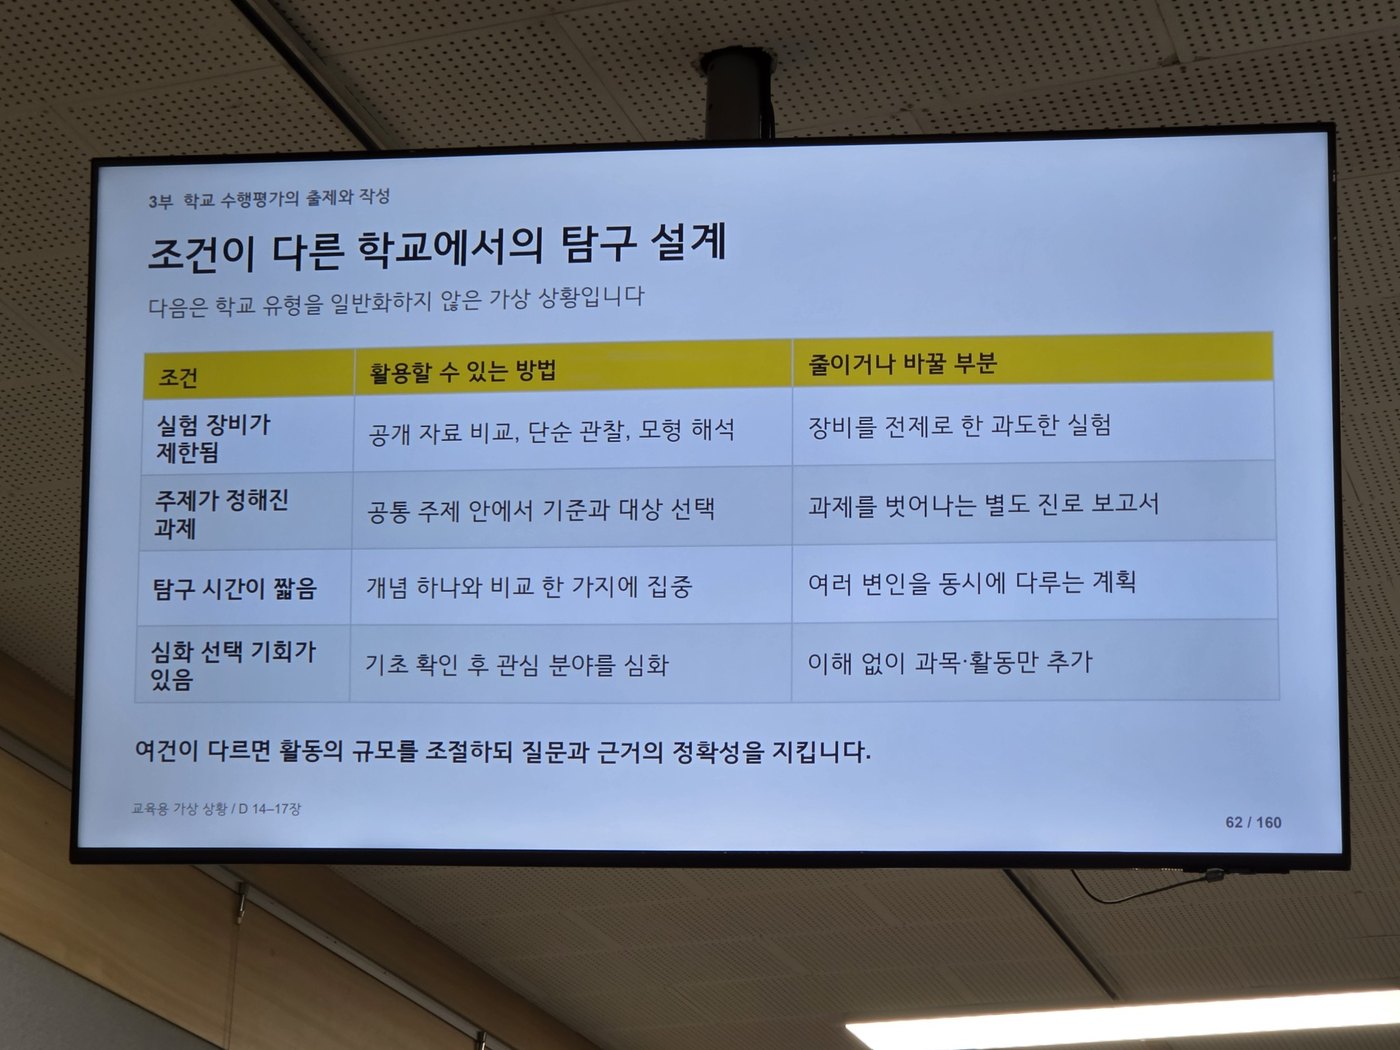 3부 학교 수행평가의 출제와 작성
조건이 다른 학교에서의 탐구 설계
다음은 학교 유형을 일반화하지 않은 가상 상황입니다
조건
활용할 수 있는 방법
줄이거나 바꿀 부분
실험 장비가
제한됨
공개 자료 비교, 단순 관찰, 모형 해석
장비를 전제로 한 과도한 실험
주제가 정해진
과제
공통 주제 안에서 기준과 대상 선택
과제를 벗어나는 별도 진로 보고서
탐구 시간이 짧음
개념 하나와 비교 한 가지에 집중
여러 변인을 동시에 다루는 계획
심화 선택 기회가
있음
기초 확인 후 관심 분야를 심화
이해 없이 과목·활동만 추가
여건이 다르면 활동의 규모를 조절하되 질문과 근거의 정확성을 지킵니다.
교육용 가상 상황 / D 14–17장
62 / 160